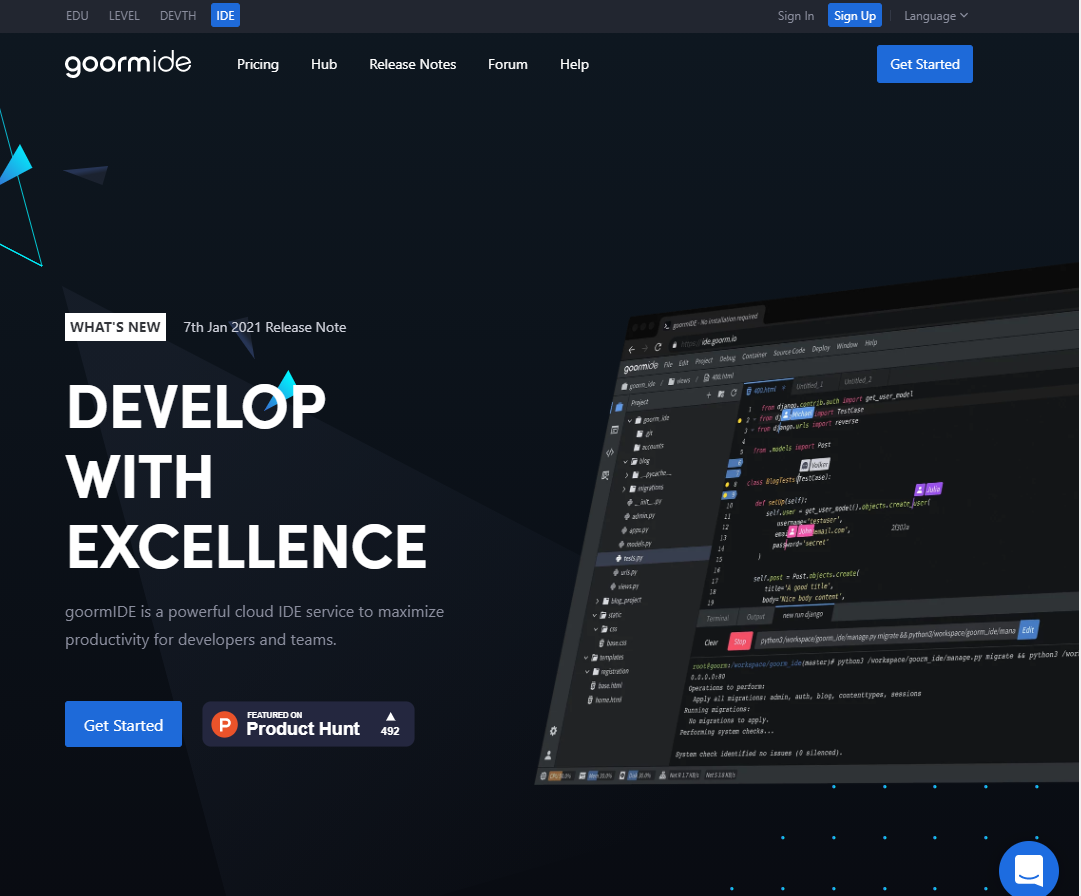 EDU LEVEL DEVTH IDE Sign In Sign Up Language
goormide Pricing Hub Release Notes Forum Help Get Started
WHAT'S NEW 7th Jan 2021 Release Note
DEVELOP
WITH
EXCELLENCE
goormIDE is a powerful cloud IDE service to maximize
productivity for developers and teams.
Get Started
FEATURED ON
Product Hunt
492
goormIDE - No installation required
https://ide.goorm.io
goormide File Edit Project Debug Container Source Code Deploy Window Help
goorm_ide / views / 400.html
Project
goorm_ide
.git
accounts
blog
__pycache...
migrations
__init__.py
admin.py
apps.py
models.py
tests.py
urls.py
views.py
blog_project
static
css
base.css
templates
registration
base.html
home.html
400.html Untitled_1 Untitled_2
1 from django.contrib.auth import get_user_model
2 from dj Michael import TestCase
3 from django.urls import reverse
4
5 from .models import Post
Volker
8 class BlogTests(TestCase):
9 Julia
10 def setUp(self):
11 self.user = get_user_model().objects.create_user(
12 username='testuser',
13 John email.com',
14 password='secret'
15 )
16
17 self.post = Post.objects.create(
18 title='A good title',
19 body='Nice body content',
Terminal Output new run django
Clear Stop python3 /workspace/goorm_ide/manage.py migrate && python3 /workspace/goorm_ide/mana Edit
root@goorm:/workspace/goorm_ide(master)# python3 /workspace/goorm_ide/manage.py migrate && python3 /wor
0.0.0.0:80
Operations to perform:
Apply all migrations: admin, auth, blog, contenttypes, sessions
Running migrations:
No migrations to apply.
Performing system checks...
System check identified no issues (0 silenced).